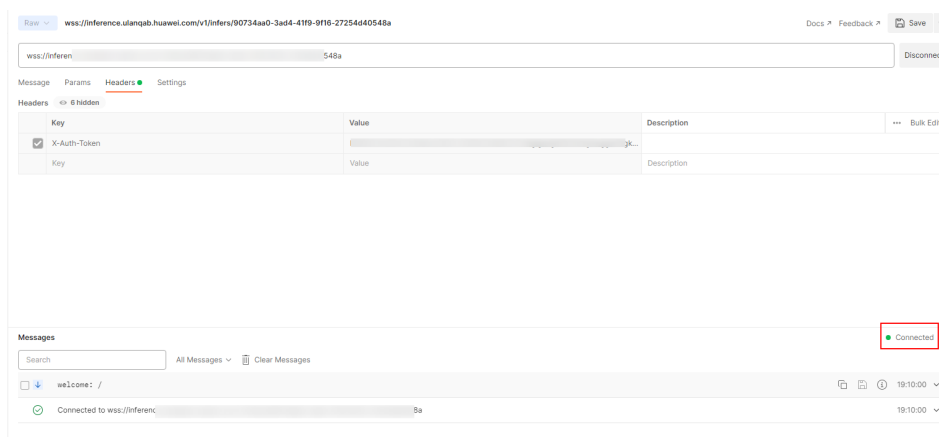 Raw wss://inference.ulanqab.huawei.com/v1/infers/90734aa0-3ad4-41f9-9f16-27254d40548a Docs Feedback Save
wss://inferen 548a Disconnec
Message Params Headers Settings
Headers 6 hidden
Key Value Description Bulk Edi
X-Auth-Token
Key Value Description
Messages Connected
Search All Messages Clear Messages
welcome: / 19:10:00
Connected to wss://inferenc 8a 19:10:00